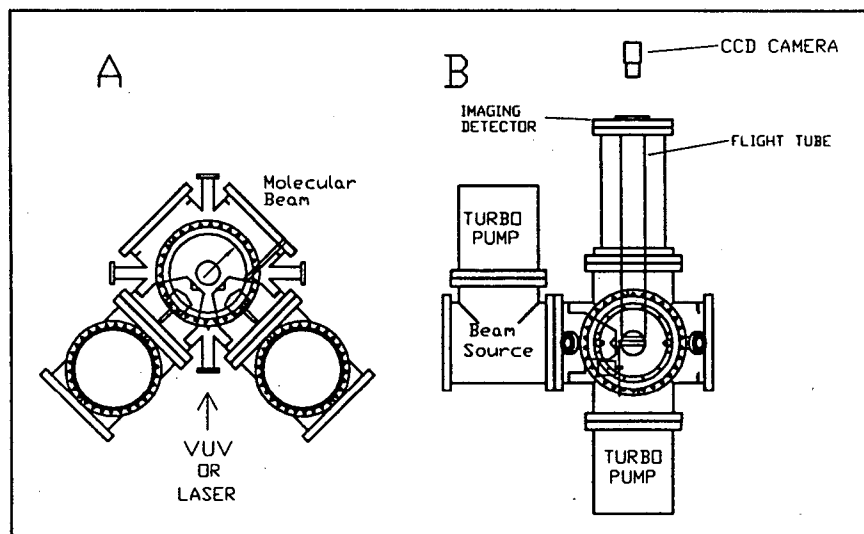 A
Molecular
Beam
VUV
OR
LASER
B
CCD CAMERA
IMAGING
DETECTOR
FLIGHT TUBE
TURBO
PUMP
Beam
Source
TURBO
PUMP